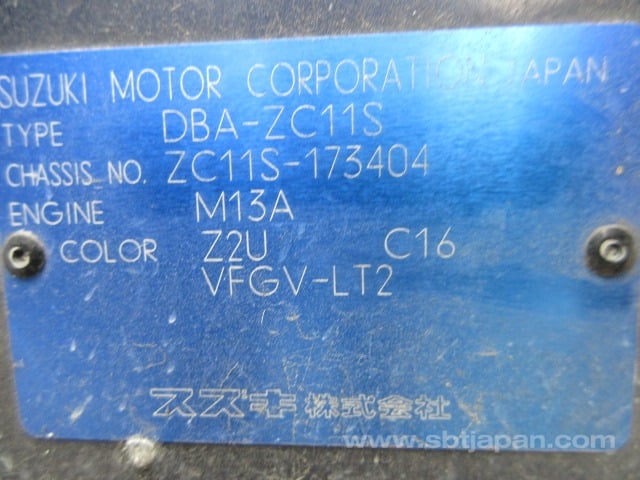 SUZUKI MOTOR CORPORATION JAPAN
TYPE DBA-ZC11S
CHASSIS NO. ZC11S-173404
ENGINE M13A
COLOR Z2U C16
VFGV-LT2
スズキ株式会社
www.sbtjapan.com